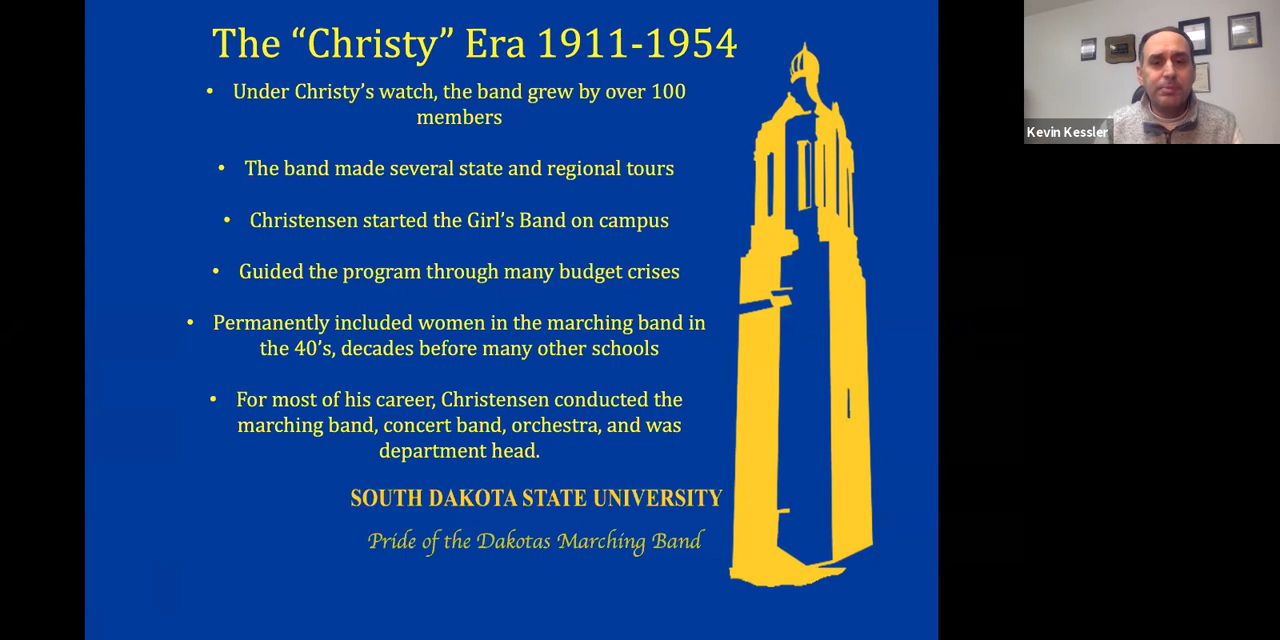 The “Christy” Era 1911-1954
• Under Christy’s watch, the band grew by over 100
members
• The band made several state and regional tours
• Christensen started the Girl’s Band on campus
• Guided the program through many budget crises
• Permanently included women in the marching band in
the 40’s, decades before many other schools
• For most of his career, Christensen conducted the
marching band, concert band, orchestra, and was
department head.
SOUTH DAKOTA STATE UNIVERSITY
Pride of the Dakotas Marching Band
Kevin Kessler